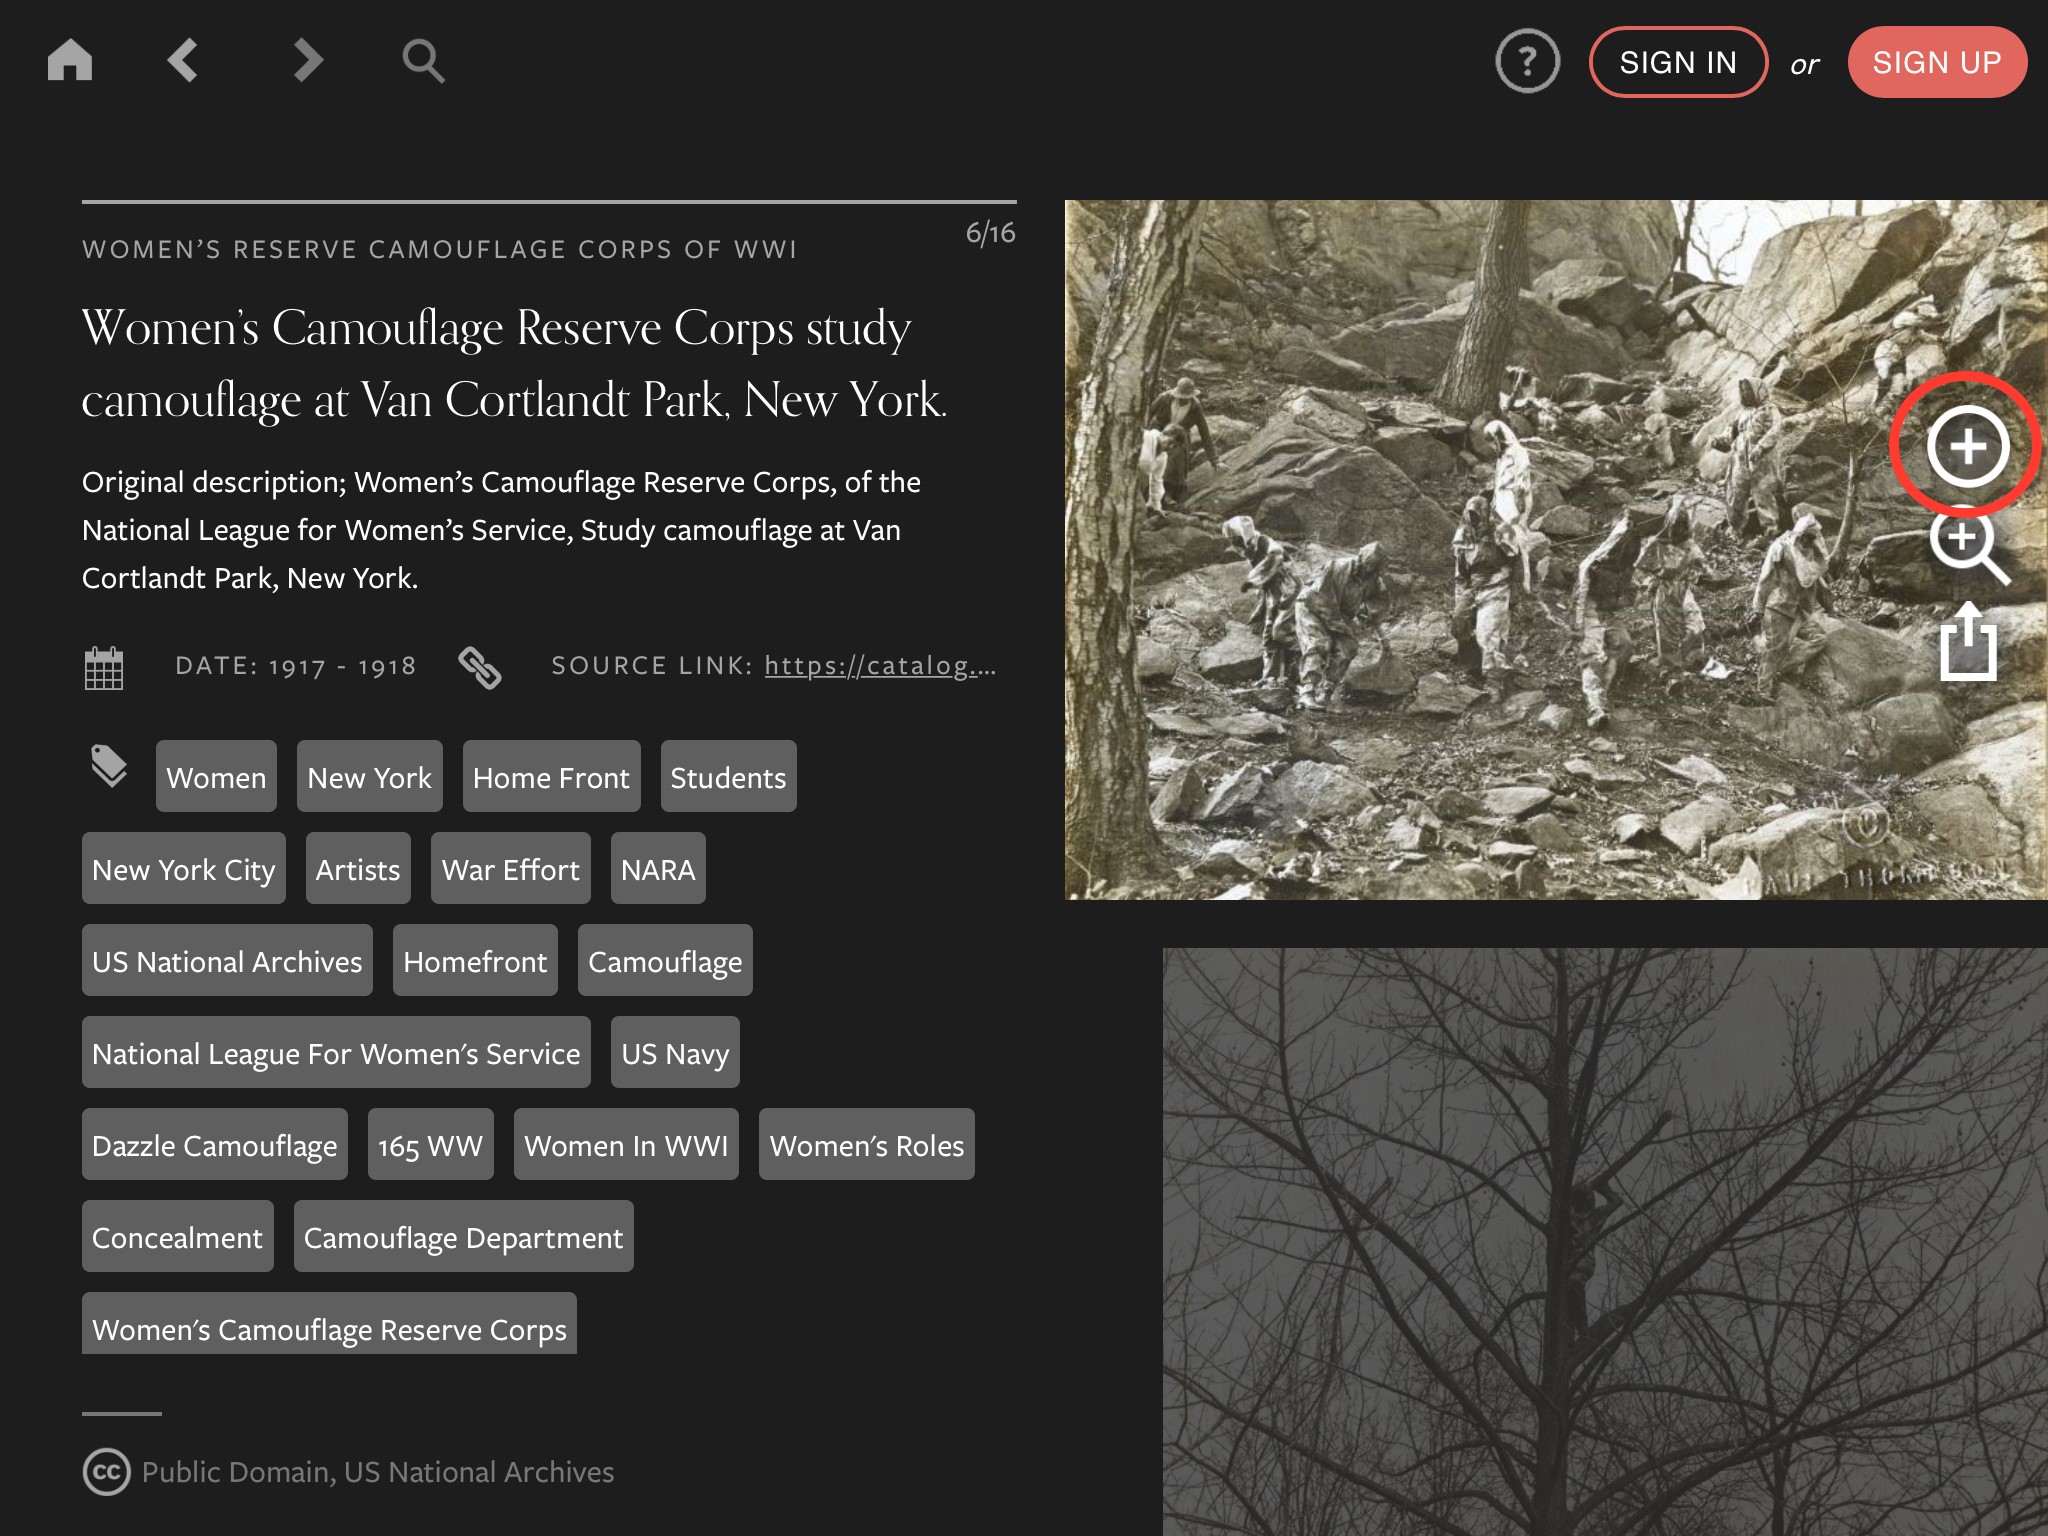 ?
SIGN IN
or
SIGN UP
6/16
WOMEN'S RESERVE CAMOUFLAGE CORPS OF WWI
Women's Camouflage Reserve Corps study
camouflage at Van Cortlandt Park, New York.
Original description; Women's Camouflage Reserve Corps, of the
National League for Women's Service, Study camouflage at Van
Cortlandt Park, New York.
DATE: 1917 - 1918
SOURCE LINK: https://catalog....
Women
New York
Home Front
Students
New York City
Artists
War Effort
NARA
US National Archives
Homefront
Camouflage
National League For Women's Service
US Navy
Dazzle Camouflage
165 WW
Women In WWI
Women's Roles
Concealment
Camouflage Department
Women's Camouflage Reserve Corps
cc Public Domain, US National Archives